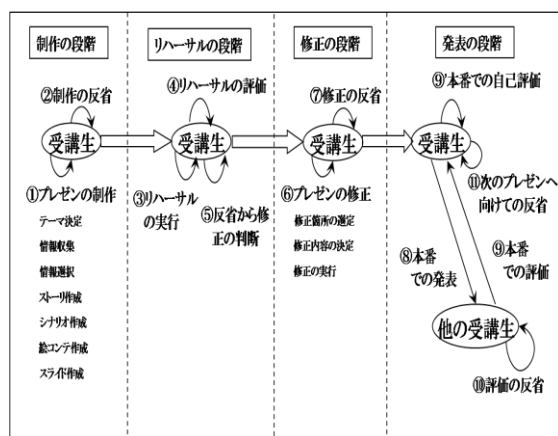 制作の段階
リハーサルの段階
修正の段階
発表の段階
②制作の反省
受講生
①プレゼンの制作
テーマ決定
情報収集
情報選択
ストーリ作成
シナリオ作成
絵コンテ作成
スライド作成
④リハーサルの評価
受講生
③リハーサル
の実行
⑤反省から修
正の判断
⑦修正の反省
受講生
⑥プレゼンの修正
修正箇所の選定
修正内容の決定
修正の実行
⑨'本番での自己評価
受講生
⑪次のプレゼンへ
向けての反省
⑧本番
での発表
⑨本番
での評価
他の受講生
⑩評価の反省